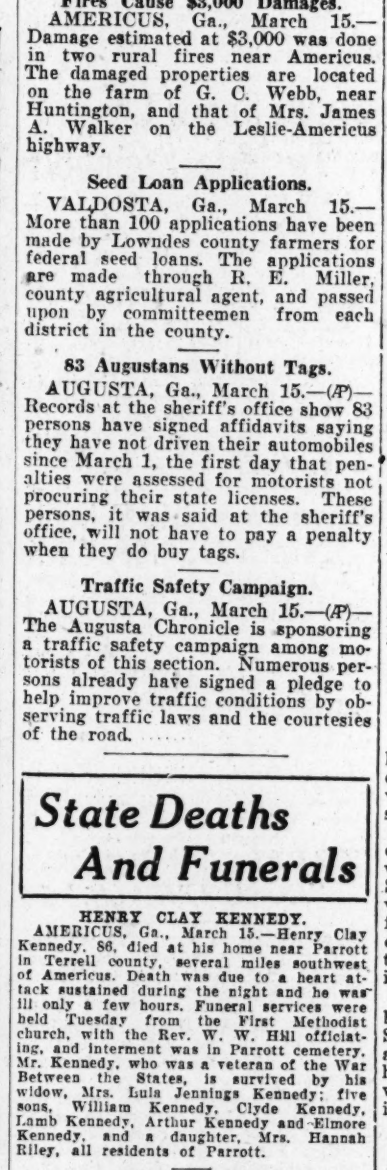 Fires Cause $3,000 Damages.
AMERICUS, Ga., March 15.—
Damage estimated at $3,000 was done
in two rural fires near Americus.
The damaged properties are located
on the farm of G. C. Webb, near
Huntington, and that of Mrs. James
A. Walker on the Leslie-Americus
highway.
Seed Loan Applications.
VALDOSTA, Ga., March 15.—
More than 100 applications have been
made by Lowndes county farmers for
federal seed loans. The applications
are made through R. E. Miller,
county agricultural agent, and passed
upon by committeemen from each
district in the county.
83 Augustans Without Tags.
AUGUSTA, Ga., March 15.—(AP)—
Records at the sheriff's office show 83
persons have signed affidavits saying
they have not driven their automobiles
since March 1, the first day that pen-
alties were assessed for motorists not
procuring their state licenses. These
persons, it was said at the sheriff's
office, will not have to pay a penalty
when they do buy tags.
Traffic Safety Campaign.
AUGUSTA, Ga., March 15.—(AP)—
The Augusta Chronicle is sponsoring
a traffic safety campaign among mo-
torists of this section. Numerous per-
sons already have signed a pledge to
help improve traffic conditions by ob-
serving traffic laws and the courtesies
of the road.
State Deaths
And Funerals
HENRY CLAY KENNEDY.
AMERICUS, Ga., March 15.—Henry Clay
Kennedy, 86, died at his home near Parrott
in Terrell county, several miles southwest
of Americus. Death was due to a heart at-
tack sustained during the night and he was
ill only a few hours. Funeral services were
held Tuesday from the First Methodist
church, with the Rev. W. W. Hill officiat-
ing, and interment was in Parrott cemetery.
Mr. Kennedy, who was a veteran of the War
Between the States, is survived by his
widow, Mrs. Lula Jennings Kennedy; five
sons, William Kennedy, Clyde Kennedy,
Lamb Kennedy, Arthur Kennedy and Elmore
Kennedy, and a daughter, Mrs. Hannah
Riley, all residents of Parrott.